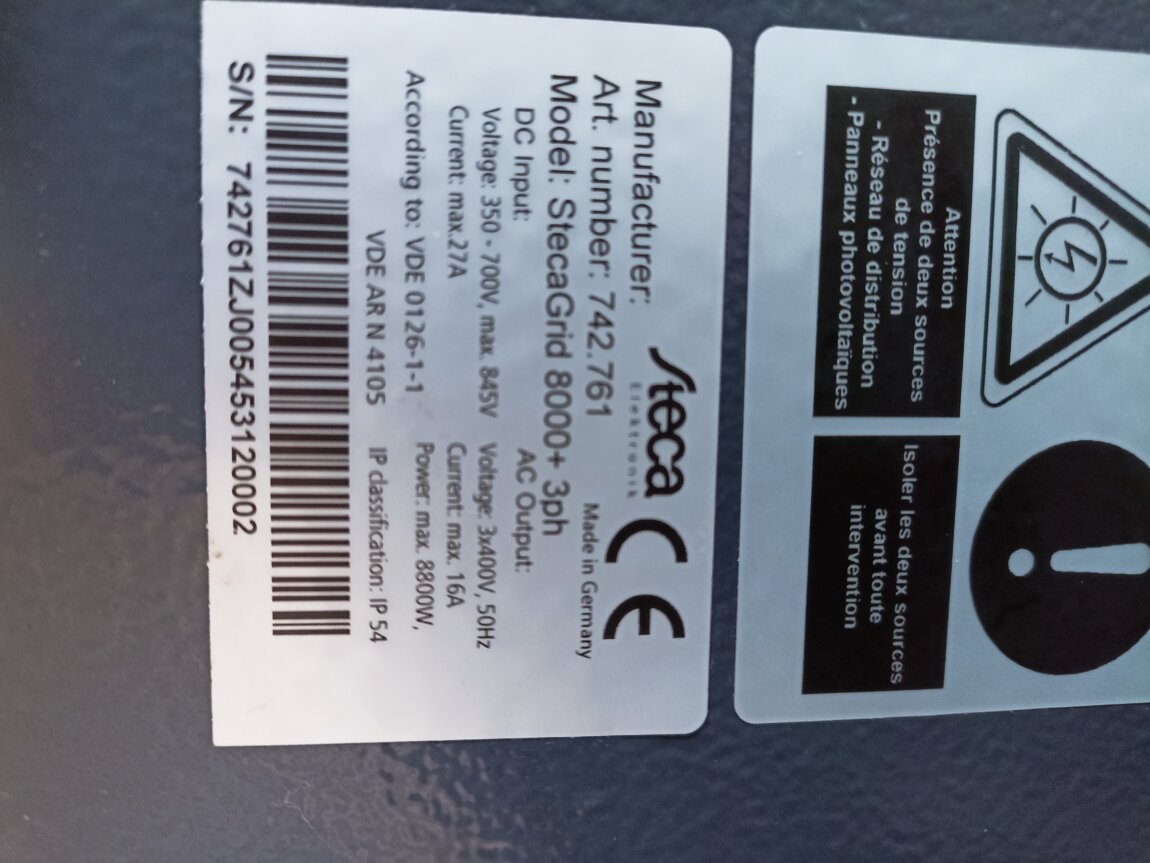 Manufacturer:
Steca
Elektronik
CE
Art. number: 742.761
Made in Germany
Model: StecaGrid 8000+ 3ph
DC Input:
Voltage: 350 - 700V, max. 845V
Current: max.27A
AC Output:
Voltage: 3x400V, 50Hz
Current: max. 16A
Power: max. 8800W,
According to: VDE 0126-1-1
VDE AR N 4105
IP classification: IP 54
S/N: 742761ZJ005453120002
Attention
Présence de deux sources
de tension
- Réseau de distribution
- Panneaux photovoltaïques
Isoler les deux sources
avant toute
intervention